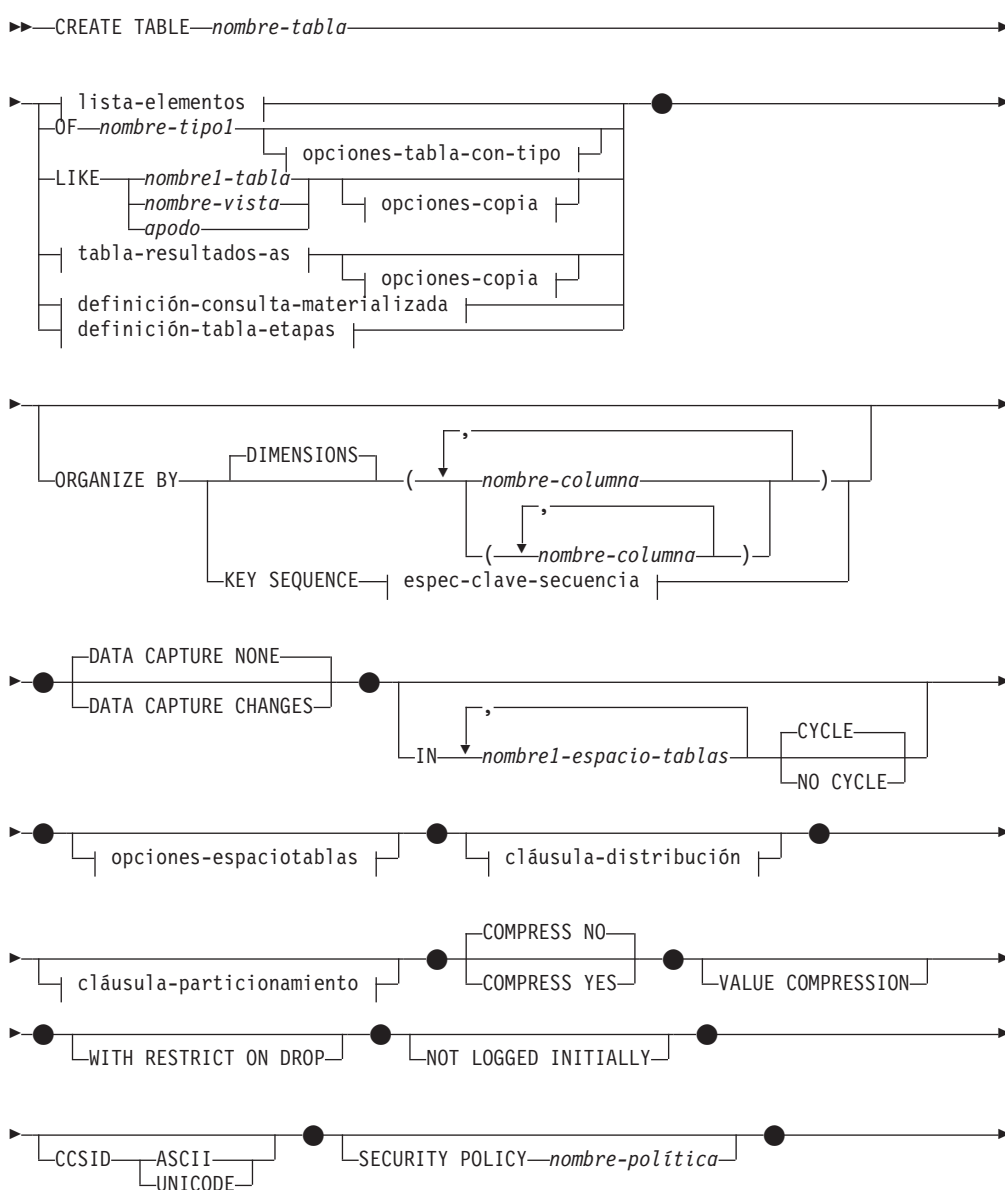 CREATE TABLE nombre-tabla
lista-elementos
OF nombre-tipo1
opciones-tabla-con-tipo
LIKE nombre1-tabla
nombre-vista
opciones-copia
apodo
tabla-resultados-as
opciones-copia
definición-consulta-materializada
definición-tabla-etapas
,
DIMENSIONS
ORGANIZE BY ( nombre-columna )
,
( nombre-columna )
KEY SEQUENCE espec-clave-secuencia
DATA CAPTURE NONE
DATA CAPTURE CHANGES
,
CYCLE
IN nombre1-espacio-tablas
NO CYCLE
opciones-espaciotablas cláusula-distribución
COMPRESS NO
cláusula-particionamiento COMPRESS YES VALUE COMPRESSION
WITH RESTRICT ON DROP NOT LOGGED INITIALLY
CCSID ASCII SECURITY POLICY nombre-política
UNICODE